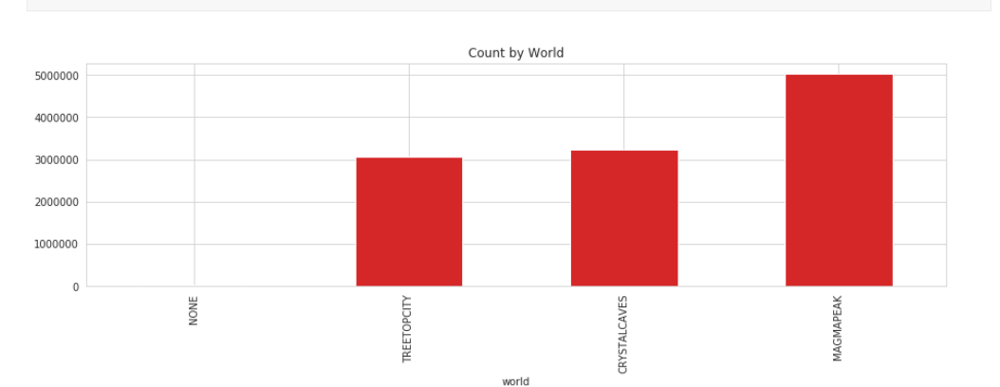 Count by World
5000000
4000000
3000000
2000000
1000000
0
NONE
TREETOPCITY
CRYSTALCAVES
MAGMAPEAK
world